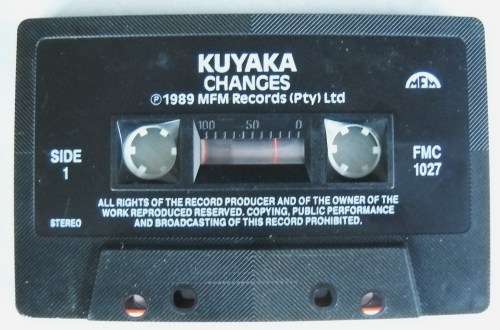 KUYAKA
CHANGES
℗1989 MFM Records (Pty) Ltd
MFM
100 50 0
SIDE
1
FMC
1027
ALL RIGHTS OF THE RECORD PRODUCER AND OF THE OWNER OF THE
WORK REPRODUCED RESERVED. COPYING, PUBLIC PERFORMANCE
AND BROADCASTING OF THIS RECORD PROHIBITED.
STEREO